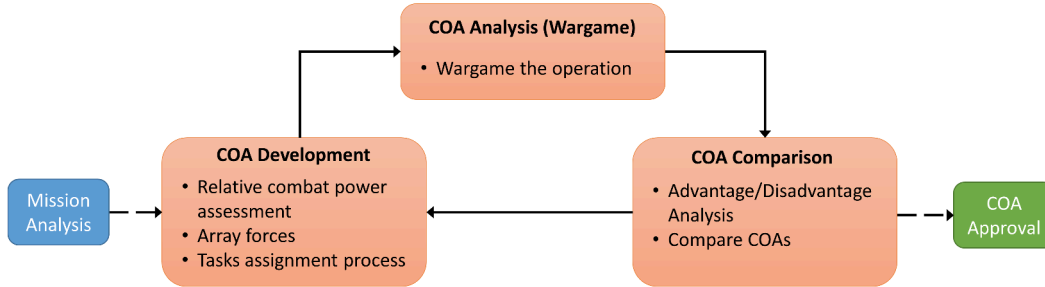 COA Analysis (Wargame)
• Wargame the operation
COA Development
• Relative combat power
assessment
• Array forces
• Tasks assignment process
COA Comparison
• Advantage/Disadvantage
Analysis
• Compare COAs
Mission
Analysis
COA
Approval